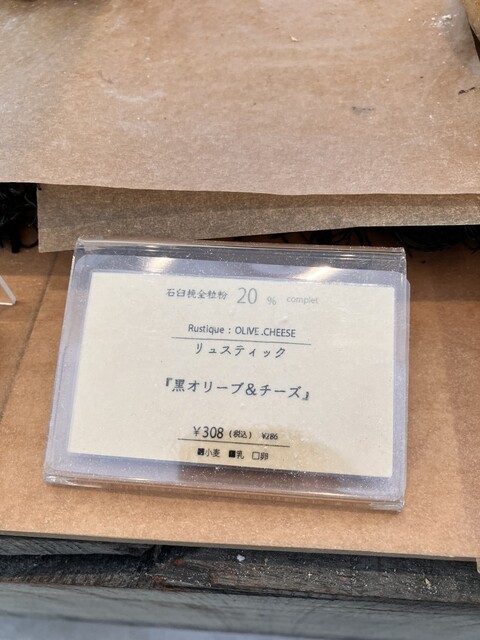 石臼挽全粒粉 20 % complet
Rustique : OLIVE .CHEESE
リュスティック
『黒オリーブ&チーズ』
¥308 (税込) ¥286
☑小麦 ■乳 □卵